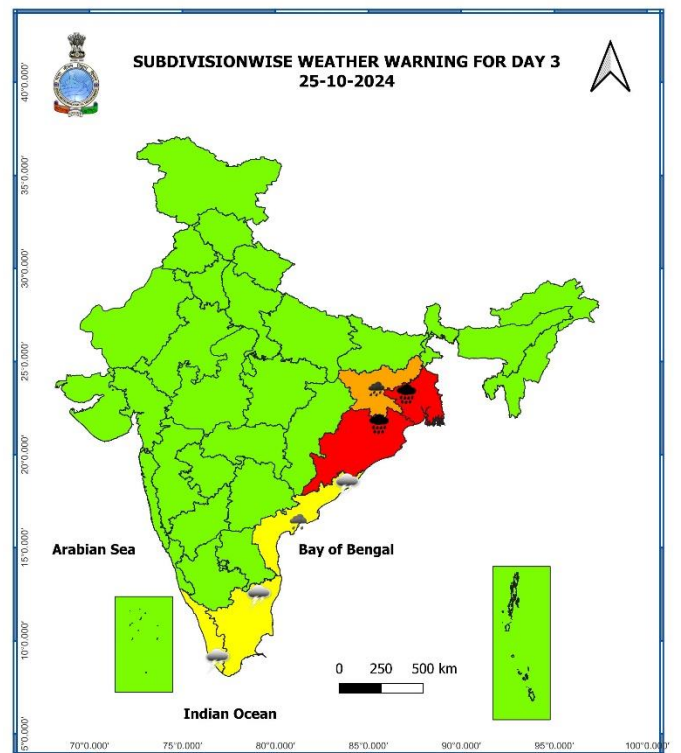 SUBDIVISIONWISE WEATHER WARNING FOR DAY 3
25-10-2024
40°0.000'
35°0.000'
30°0.000'
25°0.000'
20°0.000'
15°0.000'
10°0.000'
5°0.000'
Arabian Sea
Bay of Bengal
0 250 500 km
Indian Ocean
70°0.000' 75°0.000' 80°0.000' 85°0.000' 90°0.000' 95°0.000' 100°0.000'